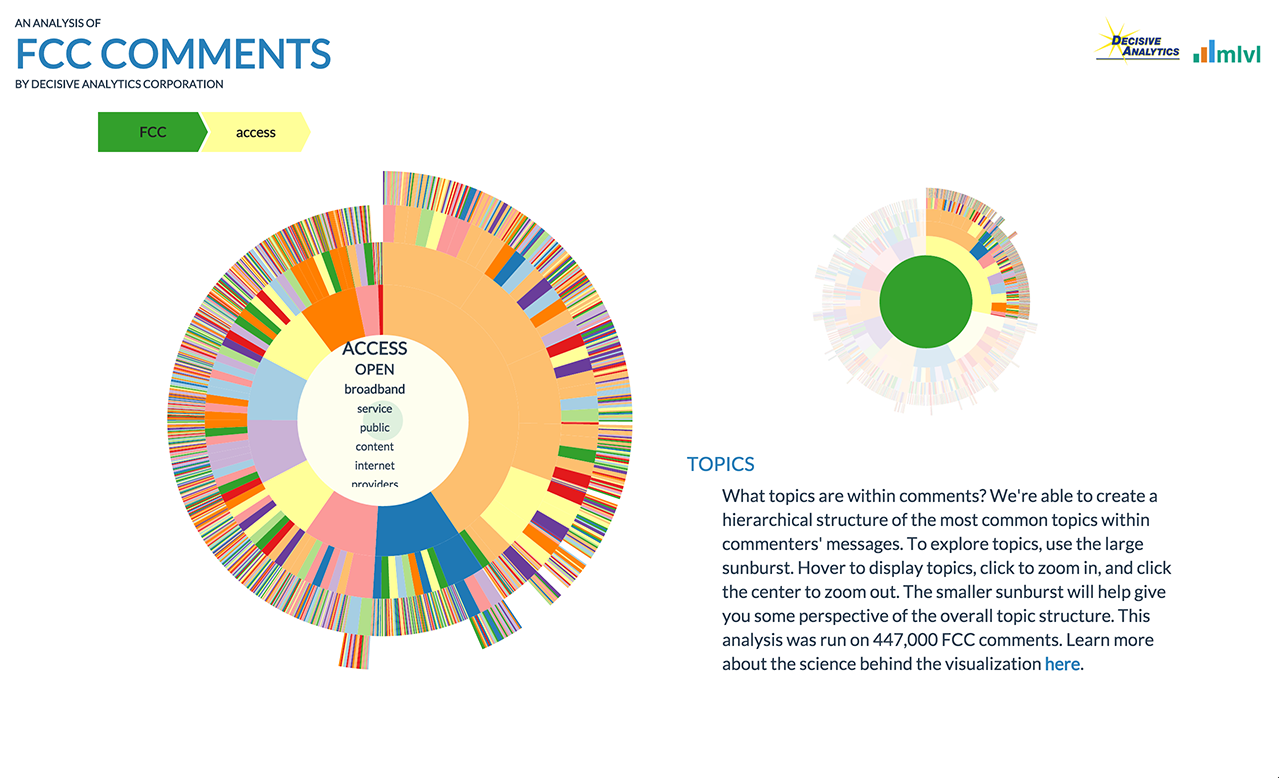 AN ANALYSIS OF
FCC COMMENTS
BY DECISIVE ANALYTICS CORPORATION
DECISIVE
ANALYTICS
mlvl
FCC
access
ACCESS
OPEN
broadband
service
public
content
internet
providers
TOPICS
What topics are within comments? We're able to create a
hierarchical structure of the most common topics within
commenters' messages. To explore topics, use the large
sunburst. Hover to display topics, click to zoom in, and click
the center to zoom out. The smaller sunburst will help give
you some perspective of the overall topic structure. This
analysis was run on 447,000 FCC comments. Learn more
about the science behind the visualization here.